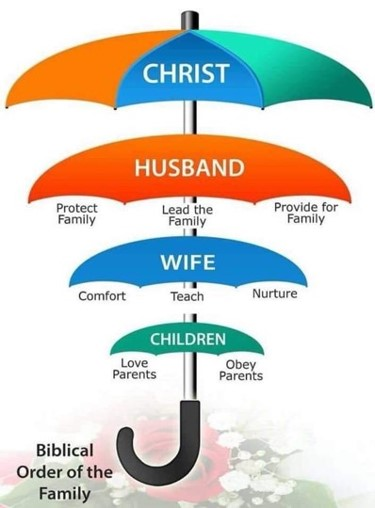 CHRIST
HUSBAND
Protect
Family
Lead the
Family
Provide for
Family
WIFE
Comfort
Teach
Nurture
CHILDREN
Love
Parents
Obey
Parents
Biblical
Order of the
Family